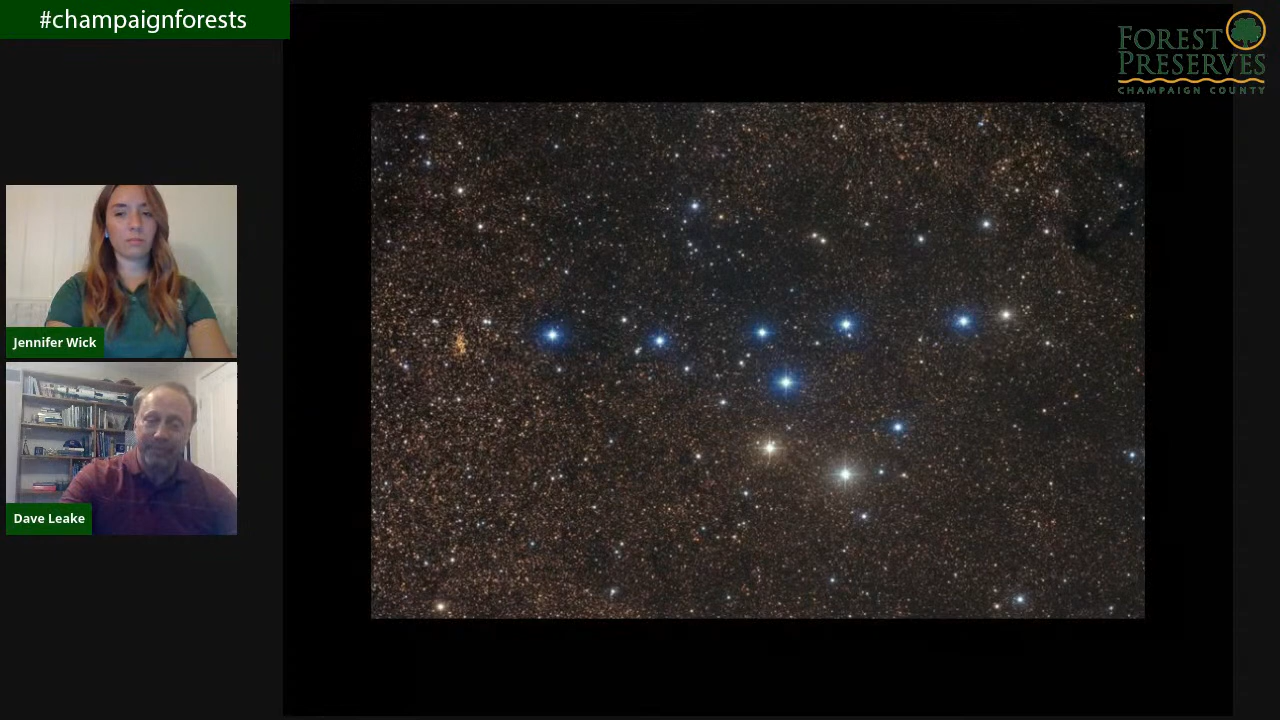 #champaignforests
FOREST
PRESERVES
CHAMPAIGN COUNTY
Jennifer Wick
Dave Leake